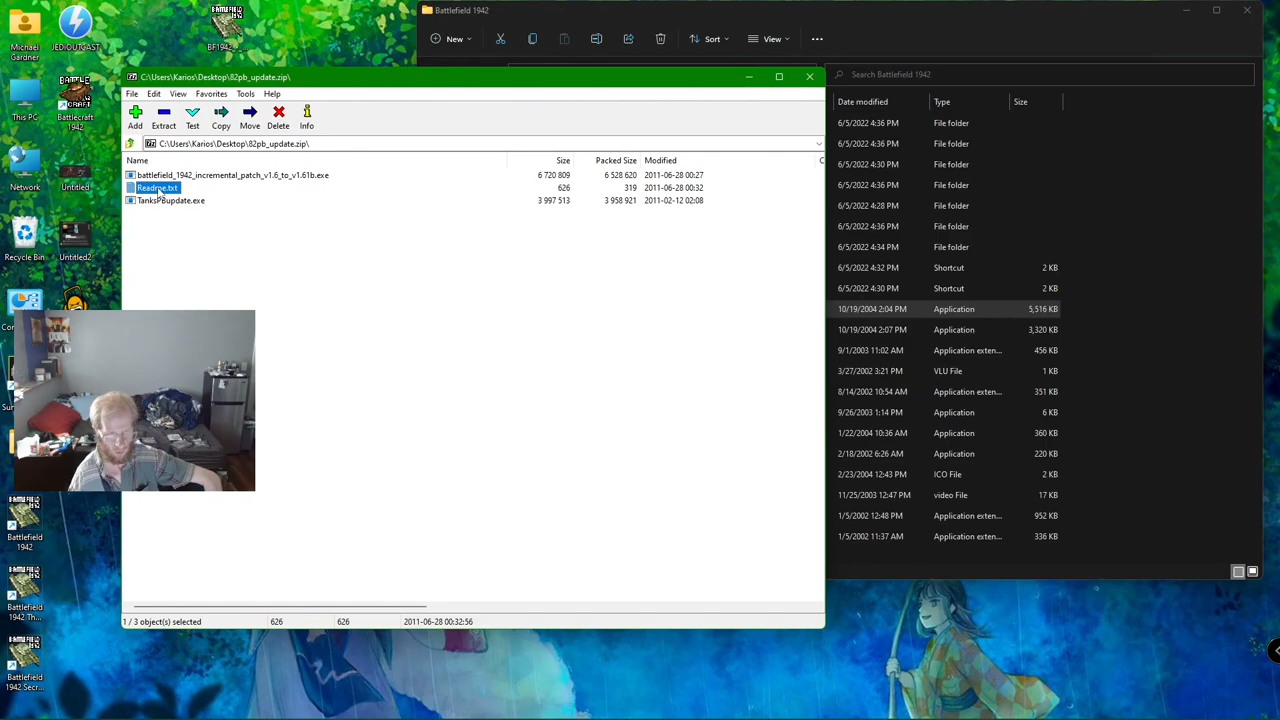 Michael
Gardner
JEDIOUTCAST
BF1942_...
Battlecraft
1942
This PC
Network
Untitled
Recycle Bin
Untitled2
Battlefield
1942
Battlefield
1942 Th...
Battlefield
1942 Secr...
C:\Users\Karios\Desktop\82pb_update.zip\
File Edit View Favorites Tools Help
Add Extract Test Copy Move Delete Info
C:\Users\Karios\Desktop\82pb_update.zip\
Name Size Packed Size Modified
battlefield_1942_incremental_patch_v1.6_to_v1.61b.exe 6 720 809 6 528 620 2011-06-28 00:27
Readme.txt 626 319 2011-06-28 00:32
TanksPBupdate.exe 3 997 513 3 958 921 2011-02-12 02:08
1 / 3 object(s) selected 626 626 2011-06-28 00:32:56
Battlefield 1942
New Sort View
Search Battlefield 1942
Date modified Type Size
6/5/2022 4:36 PM File folder
6/5/2022 4:36 PM File folder
6/5/2022 4:30 PM File folder
6/5/2022 4:36 PM File folder
6/5/2022 4:28 PM File folder
6/5/2022 4:36 PM File folder
6/5/2022 4:34 PM File folder
6/5/2022 4:32 PM Shortcut 2 KB
6/5/2022 4:30 PM Shortcut 2 KB
10/19/2004 2:04 PM Application 5,516 KB
10/19/2004 2:07 PM Application 3,320 KB
9/1/2003 11:02 AM Application exten... 456 KB
3/27/2002 3:21 PM VLU File 1 KB
8/14/2002 10:54 AM Application exten... 351 KB
9/26/2003 1:14 PM Application 6 KB
1/22/2004 10:36 AM Application 360 KB
2/18/2002 6:26 AM Application 220 KB
2/23/2004 12:43 PM ICO File 2 KB
11/25/2003 12:47 PM video File 17 KB
1/5/2002 12:48 PM Application exten... 952 KB
1/5/2002 11:37 AM Application exten... 336 KB